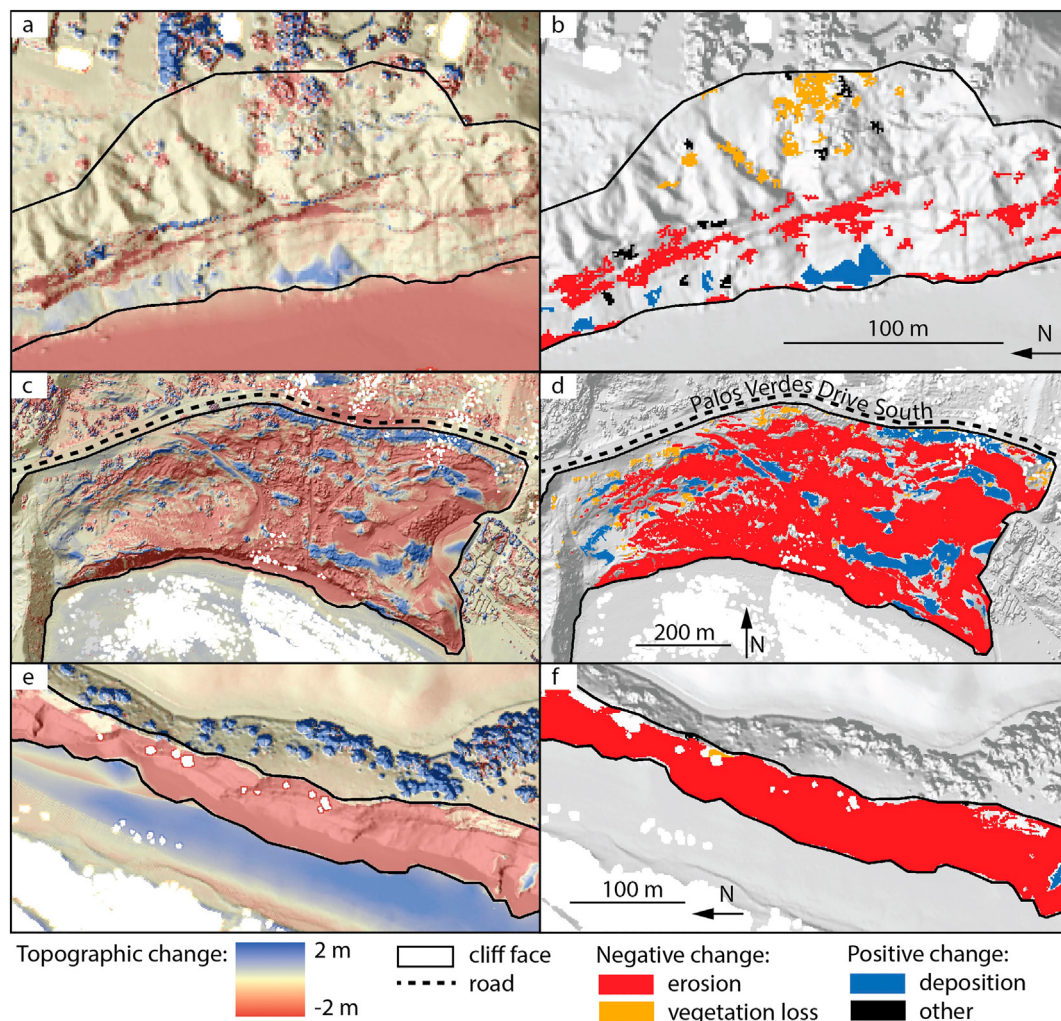 a
b
100 m
N
c
d
Palos Verdes Drive South
200 m
N
e
f
100 m
N
Topographic change:
2 m
-2 m
cliff face
road
Negative change:
erosion
vegetation loss
Positive change:
deposition
other